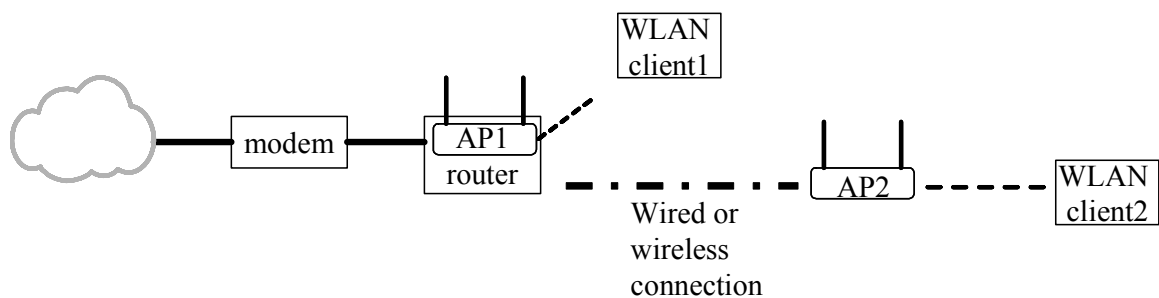 WLAN
client1
modem
AP1
router
Wired or
wireless
connection
AP2
WLAN
client2